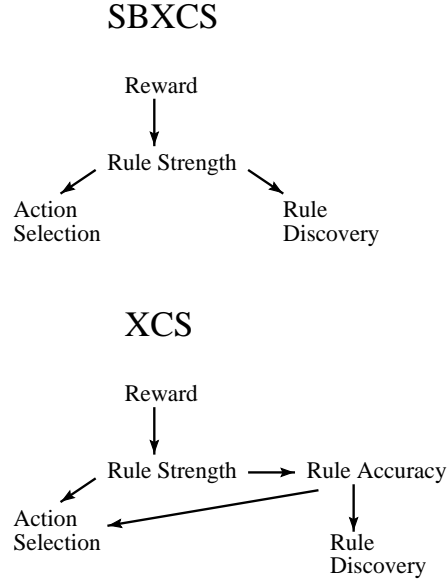 SBXCS
Reward
Rule Strength
Action
Selection
Rule
Discovery
XCS
Reward
Rule Strength
Rule Accuracy
Action
Selection
Rule
Discovery